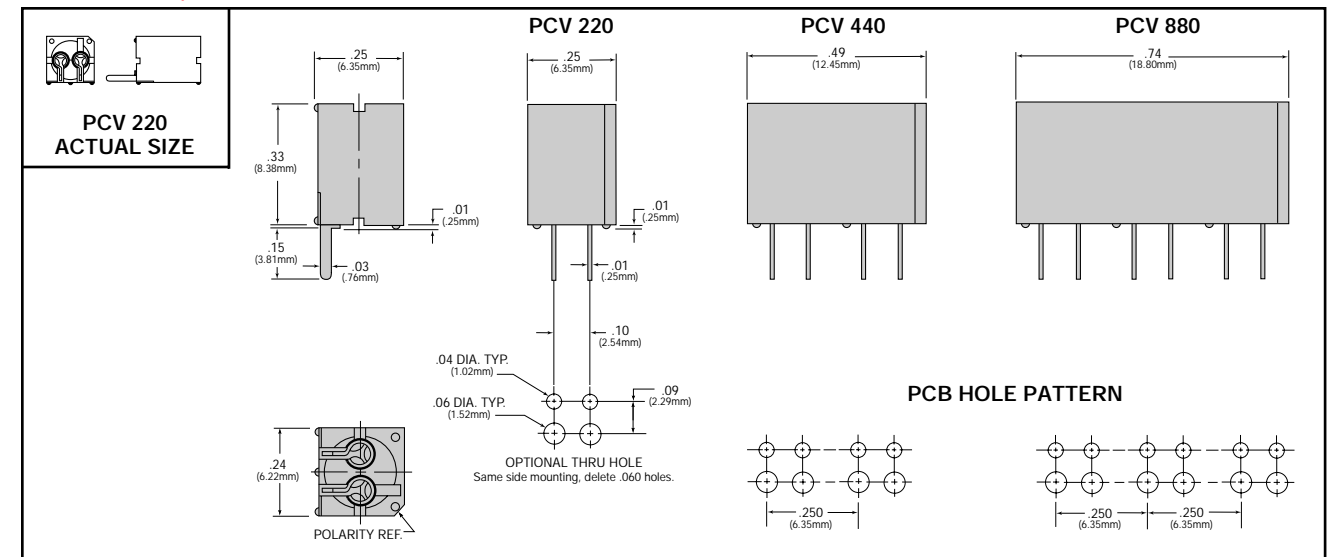 PCV 220
ACTUAL SIZE
.25
(6.35mm)
.33
(8.38mm)
.01
(.25mm)
.15
(3.81mm)
.03
(.76mm)
.24
(6.22mm)
POLARITY REF.
PCV 220
.25
(6.35mm)
.01
(.25mm)
.01
(.25mm)
.10
(2.54mm)
.04 DIA. TYP.
(1.02mm)
.06 DIA. TYP.
(1.52mm)
.09
(2.29mm)
OPTIONAL THRU HOLE
Same side mounting, delete .060 holes.
PCV 440
.49
(12.45mm)
PCV 880
.74
(18.80mm)
PCB HOLE PATTERN
.250
(6.35mm)
.250
(6.35mm)
.250
(6.35mm)